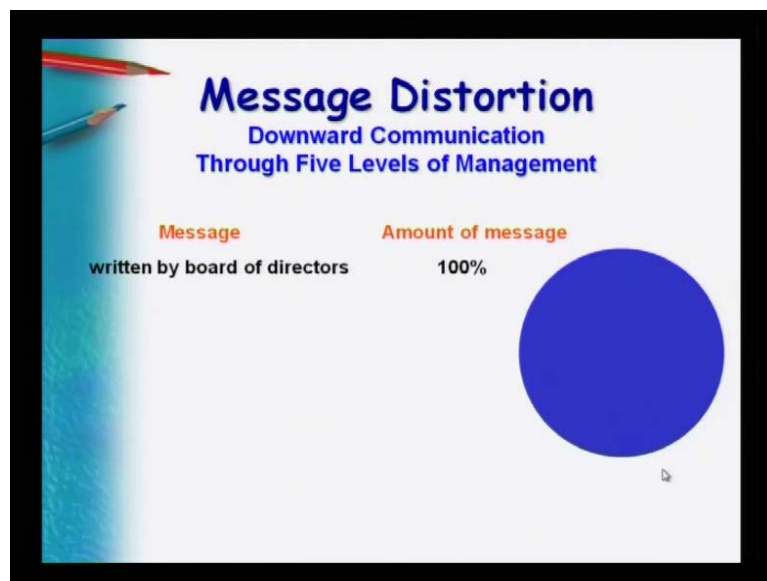 Message Distortion
Downward Communication
Through Five Levels of Management
Message Amount of message
written by board of directors 100%